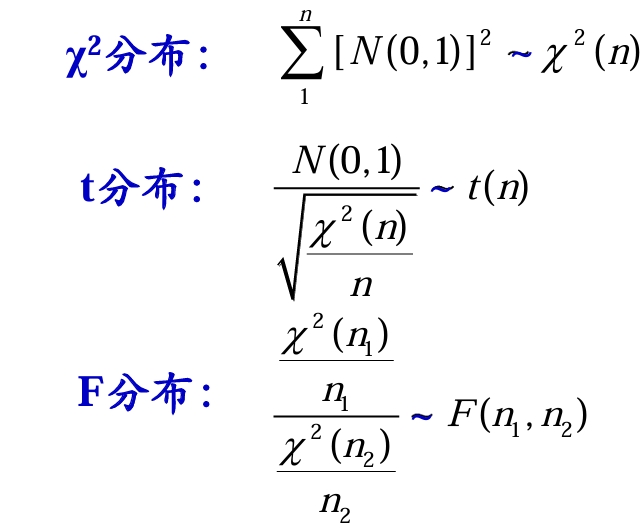 χ²分布： $\sum_{1}^{n} [N(0,1)]^2 \sim \chi^2(n)$
t分布： $\frac{N(0,1)}{\sqrt{\frac{\chi^2(n)}{n}}} \sim t(n)$
F分布： $\frac{\frac{\chi^2(n_1)}{n_1}}{\frac{\chi^2(n_2)}{n_2}} \sim F(n_1, n_2)$